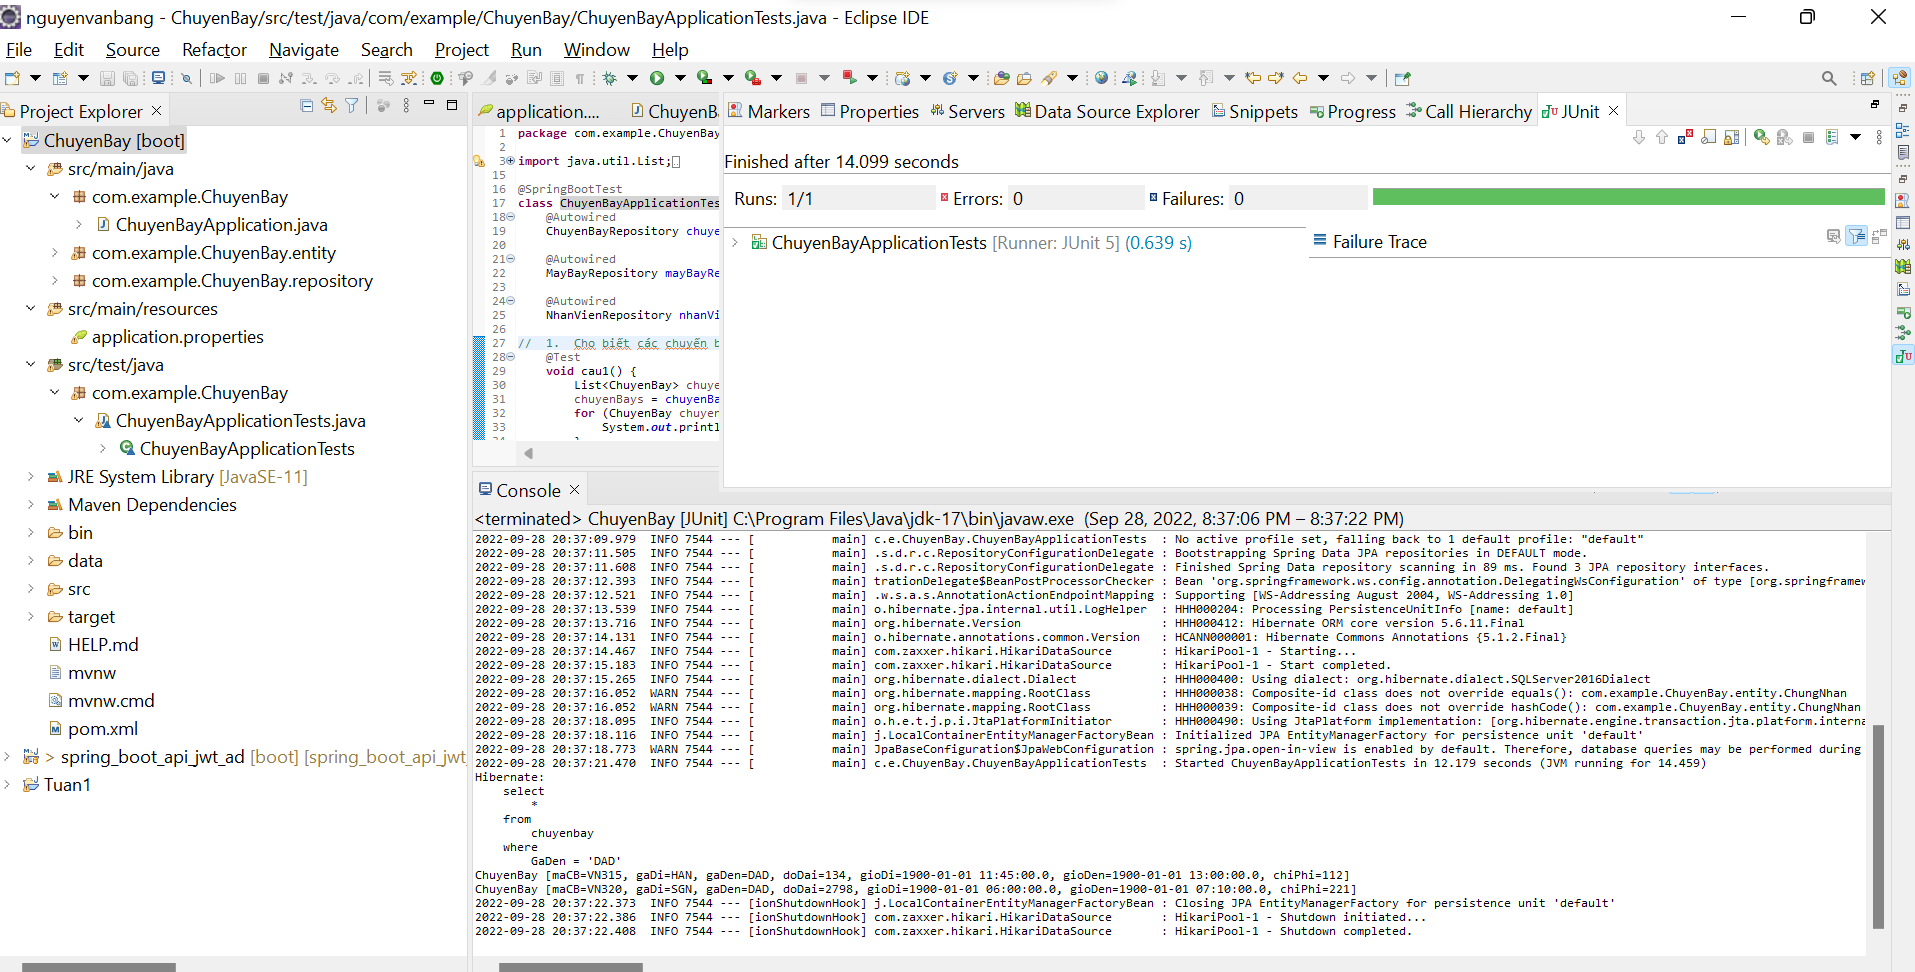 nguyenvanbang - ChuyenBay/src/test/java/com/example/ChuyenBay/ChuyenBayApplicationTests.java - Eclipse IDE
File Edit Source Refactor Navigate Search Project Run Window Help
Project Explorer
ChuyenBay [boot]
src/main/java
com.example.ChuyenBay
ChuyenBayApplication.java
com.example.ChuyenBay.entity
com.example.ChuyenBay.repository
src/main/resources
application.properties
src/test/java
com.example.ChuyenBay
ChuyenBayApplicationTests.java
ChuyenBayApplicationTests
JRE System Library [JavaSE-11]
Maven Dependencies
bin
data
src
target
HELP.md
mvnw
mvnw.cmd
pom.xml
> spring_boot_api_jwt_ad [boot] [spring_boot_api_jwt
Tuan1
application.... ChuyenB
1 package com.example.ChuyenBay
2
3 import java.util.List;
15
16 @SpringBootTest
17 class ChuyenBayApplicationTes
18 @Autowired
19 ChuyenBayRepository chuye
20
21 @Autowired
22 MayBayRepository mayBayRe
23
24 @Autowired
25 NhanVienRepository nhanVi
26
27 // 1. Cho biết các chuyến b
28 @Test
29 void cau1() {
30 List<ChuyenBay> chuye
31 chuyenBays = chuyenBa
32 for (ChuyenBay chuyen
33 System.out.printl
34 }
Markers Properties Servers Data Source Explorer Snippets Progress Call Hierarchy JUnit
Finished after 14.099 seconds
Runs: 1/1 Errors: 0 Failures: 0
ChuyenBayApplicationTests [Runner: JUnit 5] (0.639 s)
Failure Trace
Console
<terminated> ChuyenBay [JUnit] C:\Program Files\Java\jdk-17\bin\javaw.exe (Sep 28, 2022, 8:37:06 PM – 8:37:22 PM)
2022-09-28 20:37:09.979 INFO 7544 --- [ main] c.e.ChuyenBay.ChuyenBayApplicationTests : No active profile set, falling back to 1 default profile: "default"
2022-09-28 20:37:11.505 INFO 7544 --- [ main] .s.d.r.c.RepositoryConfigurationDelegate : Bootstrapping Spring Data JPA repositories in DEFAULT mode.
2022-09-28 20:37:11.608 INFO 7544 --- [ main] .s.d.r.c.RepositoryConfigurationDelegate : Finished Spring Data repository scanning in 89 ms. Found 3 JPA repository interfaces.
2022-09-28 20:37:12.393 INFO 7544 --- [ main] trationDelegate$BeanPostProcessorChecker : Bean 'org.springframework.ws.config.annotation.DelegatingWsConfiguration' of type [org.springframew
2022-09-28 20:37:12.521 INFO 7544 --- [ main] .w.s.a.s.AnnotationActionEndpointMapping : Supporting [WS-Addressing August 2004, WS-Addressing 1.0]
2022-09-28 20:37:13.539 INFO 7544 --- [ main] o.hibernate.jpa.internal.util.LogHelper : HHH000204: Processing PersistenceUnitInfo [name: default]
2022-09-28 20:37:13.716 INFO 7544 --- [ main] org.hibernate.Version : HHH000412: Hibernate ORM core version 5.6.11.Final
2022-09-28 20:37:14.131 INFO 7544 --- [ main] o.hibernate.annotations.common.Version : HCANN000001: Hibernate Commons Annotations {5.1.2.Final}
2022-09-28 20:37:14.467 INFO 7544 --- [ main] com.zaxxer.hikari.HikariDataSource : HikariPool-1 - Starting...
2022-09-28 20:37:15.183 INFO 7544 --- [ main] com.zaxxer.hikari.HikariDataSource : HikariPool-1 - Start completed.
2022-09-28 20:37:15.265 INFO 7544 --- [ main] org.hibernate.dialect.Dialect : HHH000400: Using dialect: org.hibernate.dialect.SQLServer2016Dialect
2022-09-28 20:37:16.052 WARN 7544 --- [ main] org.hibernate.mapping.RootClass : HHH000038: Composite-id class does not override equals(): com.example.ChuyenBay.entity.ChungNhan
2022-09-28 20:37:16.052 WARN 7544 --- [ main] org.hibernate.mapping.RootClass : HHH000039: Composite-id class does not override hashCode(): com.example.ChuyenBay.entity.ChungNhan
2022-09-28 20:37:18.095 INFO 7544 --- [ main] o.h.e.t.j.p.i.JtaPlatformInitiator : HHH000490: Using JtaPlatform implementation: [org.hibernate.engine.transaction.jta.platform.interna
2022-09-28 20:37:18.116 INFO 7544 --- [ main] j.LocalContainerEntityManagerFactoryBean : Initialized JPA EntityManagerFactory for persistence unit 'default'
2022-09-28 20:37:18.773 WARN 7544 --- [ main] JpaBaseConfiguration$JpaWebConfiguration : spring.jpa.open-in-view is enabled by default. Therefore, database queries may be performed during
2022-09-28 20:37:21.470 INFO 7544 --- [ main] c.e.ChuyenBay.ChuyenBayApplicationTests : Started ChuyenBayApplicationTests in 12.179 seconds (JVM running for 14.459)
Hibernate:
select
*
from
chuyenbay
where
GaDen = 'DAD'
ChuyenBay [maCB=VN315, gaDi=HAN, gaDen=DAD, doDai=134, gioDi=1900-01-01 11:45:00.0, gioDen=1900-01-01 13:00:00.0, chiPhi=112]
ChuyenBay [maCB=VN320, gaDi=SGN, gaDen=DAD, doDai=2798, gioDi=1900-01-01 06:00:00.0, gioDen=1900-01-01 07:10:00.0, chiPhi=221]
2022-09-28 20:37:22.373 INFO 7544 --- [ionShutdownHook] j.LocalContainerEntityManagerFactoryBean : Closing JPA EntityManagerFactory for persistence unit 'default'
2022-09-28 20:37:22.386 INFO 7544 --- [ionShutdownHook] com.zaxxer.hikari.HikariDataSource : HikariPool-1 - Shutdown initiated...
2022-09-28 20:37:22.408 INFO 7544 --- [ionShutdownHook] com.zaxxer.hikari.HikariDataSource : HikariPool-1 - Shutdown completed.